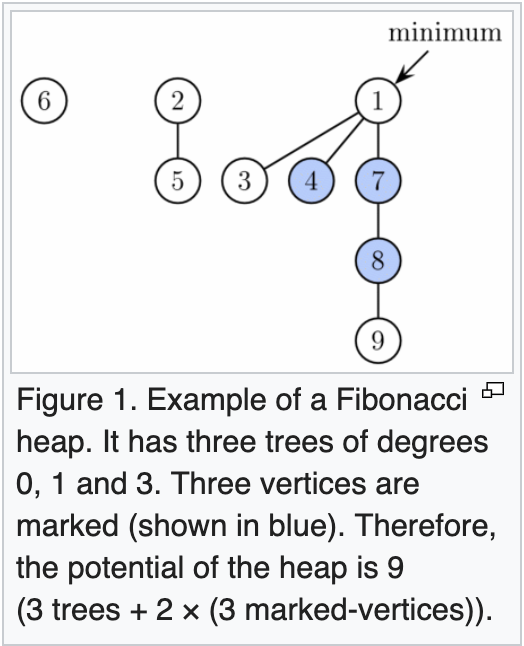 minimum
6 2 1
5 3 4 7
8
9
Figure 1. Example of a Fibonacci
heap. It has three trees of degrees
0, 1 and 3. Three vertices are
marked (shown in blue). Therefore,
the potential of the heap is 9
(3 trees + 2 × (3 marked-vertices)).